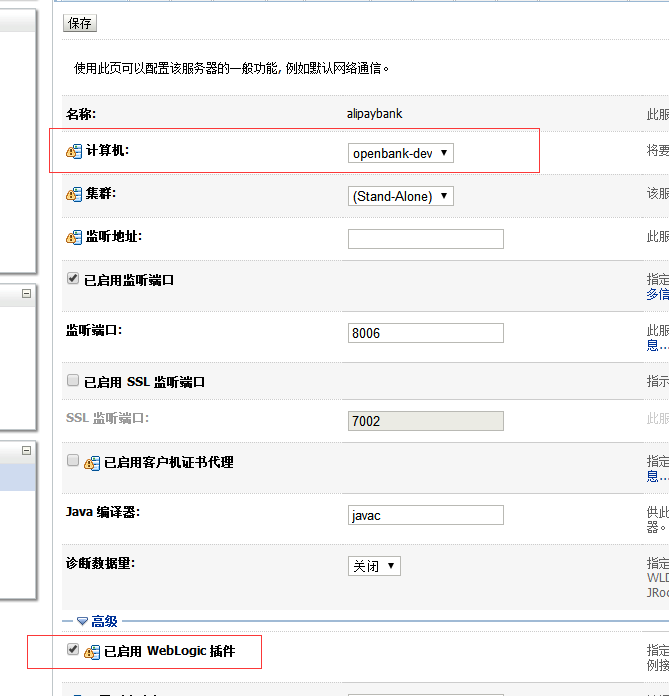 保存
使用此页可以配置该服务器的一般功能, 例如默认网络通信。
名称: alipaybank 此服
计算机: openbank-dev 将要
集群: (Stand-Alone) 该服
监听地址: 此服
已启用监听端口 指定
多信
监听端口: 8006 此服
息...
已启用 SSL 监听端口 指示
SSL 监听端口: 7002 此服
已启用客户机证书代理 指定
息...
Java 编译器: javac 供此
器。
诊断数据量: 关闭 指定
WLD
JRoc
高级
已启用 WebLogic 插件 指定
例接